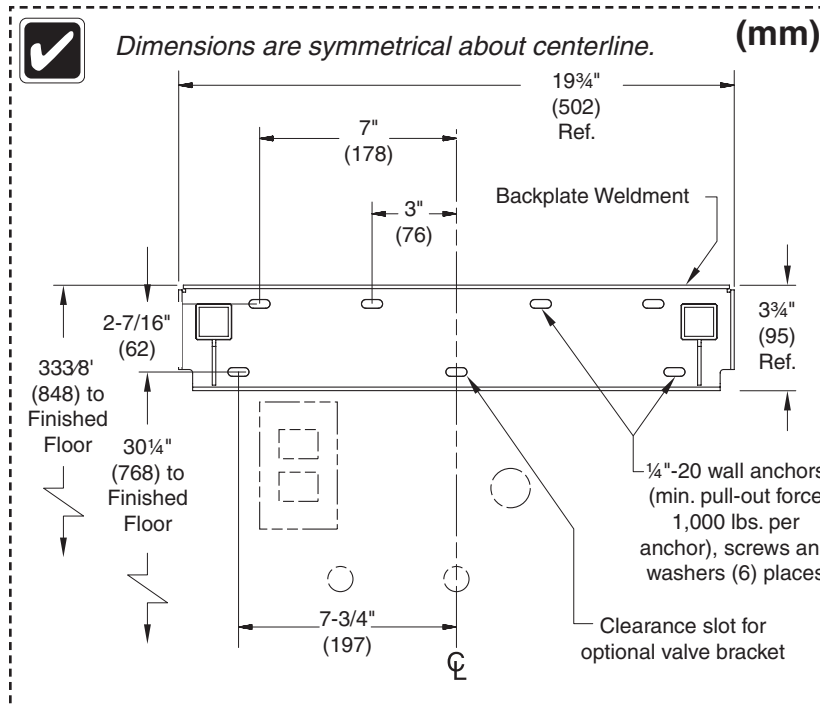 Dimensions are symmetrical about centerline.
(mm)
19¾"
(502)
Ref.
7"
(178)
3"
(76)
Backplate Weldment
2-7/16"
(62)
3¾"
(95)
Ref.
333⁄8'
(848) to
Finished
Floor
30¼"
(768) to
Finished
Floor
¼"-20 wall anchors
(min. pull-out force
1,000 lbs. per
anchor), screws an
washers (6) places
7-3/4"
(197)
Clearance slot for
optional valve bracket
℄